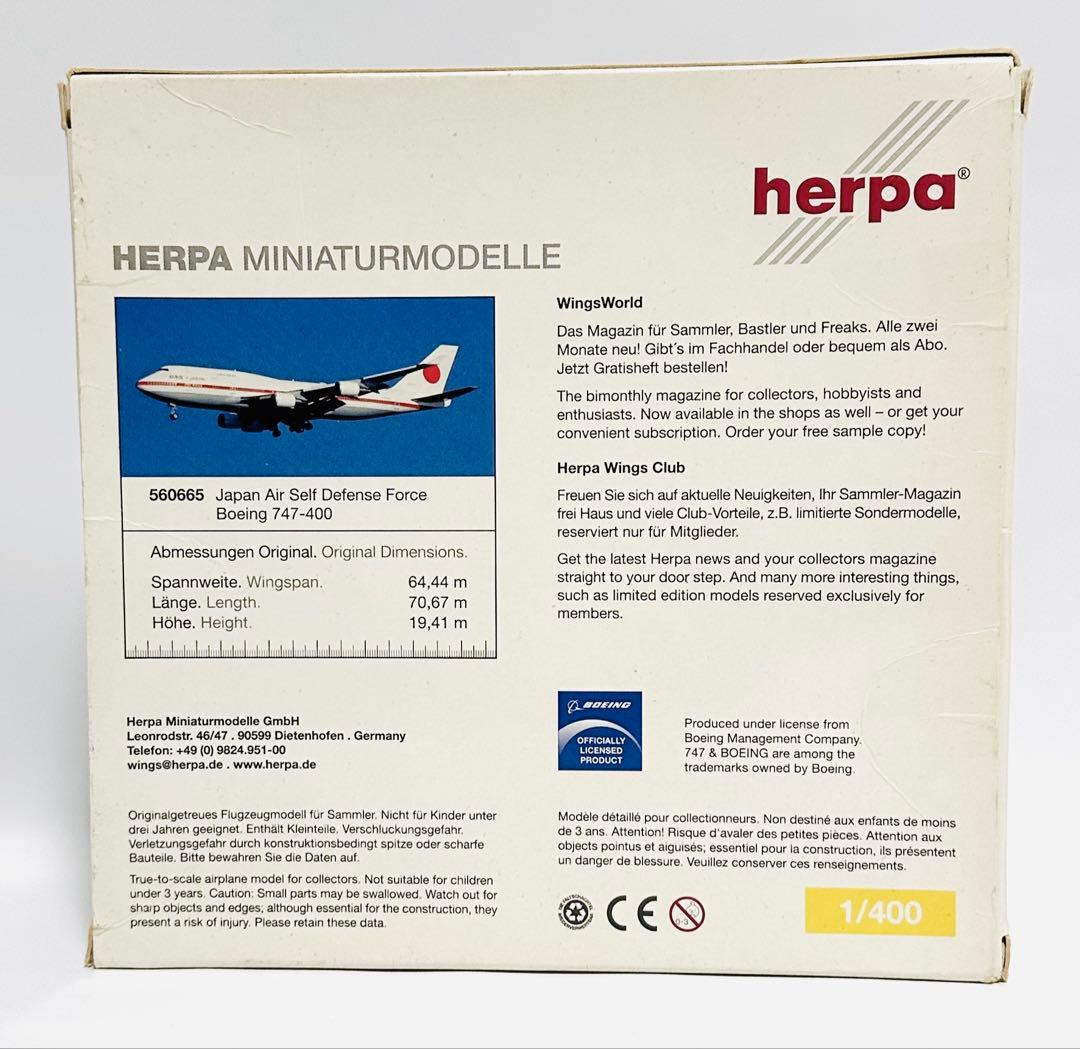 herpa®
HERPA MINIATURMODELLE
560665 Japan Air Self Defense Force
Boeing 747-400
Abmessungen Original. Original Dimensions.
Spannweite. Wingspan. 64,44 m
Länge. Length. 70,67 m
Höhe. Height. 19,41 m
WingsWorld
Das Magazin für Sammler, Bastler und Freaks. Alle zwei
Monate neu! Gibt´s im Fachhandel oder bequem als Abo.
Jetzt Gratisheft bestellen!
The bimonthly magazine for collectors, hobbyists and
enthusiasts. Now available in the shops as well – or get your
convenient subscription. Order your free sample copy!
Herpa Wings Club
Freuen Sie sich auf aktuelle Neuigkeiten, Ihr Sammler-Magazin
frei Haus und viele Club-Vorteile, z.B. limitierte Sondermodelle,
reserviert nur für Mitglieder.
Get the latest Herpa news and your collectors magazine
straight to your door step. And many more interesting things,
such as limited edition models reserved exclusively for
members.
Herpa Miniaturmodelle GmbH
Leonrodstr. 46/47 . 90599 Dietenhofen . Germany
Telefon: +49 (0) 9824.951-00
wings@herpa.de . www.herpa.de
BOEING
OFFICIALLY
LICENSED
PRODUCT
Produced under license from
Boeing Management Company.
747 & BOEING are among the
trademarks owned by Boeing.
Originalgetreues Flugzeugmodell für Sammler. Nicht für Kinder unter
drei Jahren geeignet. Enthält Kleinteile. Verschluckungsgefahr.
Verletzungsgefahr durch konstruktionsbedingt spitze oder scharfe
Bauteile. Bitte bewahren Sie die Daten auf.
True-to-scale airplane model for collectors. Not suitable for children
under 3 years. Caution: Small parts may be swallowed. Watch out for
sharp objects and edges; although essential for the construction, they
present a risk of injury. Please retain these data.
Modèle détaillé pour collectionneurs. Non destiné aux enfants de moins
de 3 ans. Attention! Risque d'avaler des petites pièces. Attention aux
objects pointus et aiguisés; essentiel pour la construction, ils présentent
un danger de blessure. Veuillez conserver ces renseignements.
CE
0-3
1/400